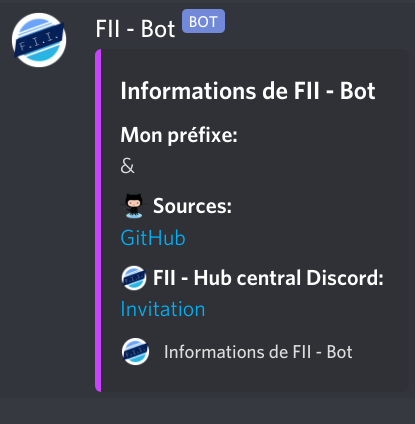 F.I.I.
FII - Bot BOT
Informations de FII - Bot
Mon préfixe:
&
Sources:
GitHub
FII - Hub central Discord:
Invitation
Informations de FII - Bot